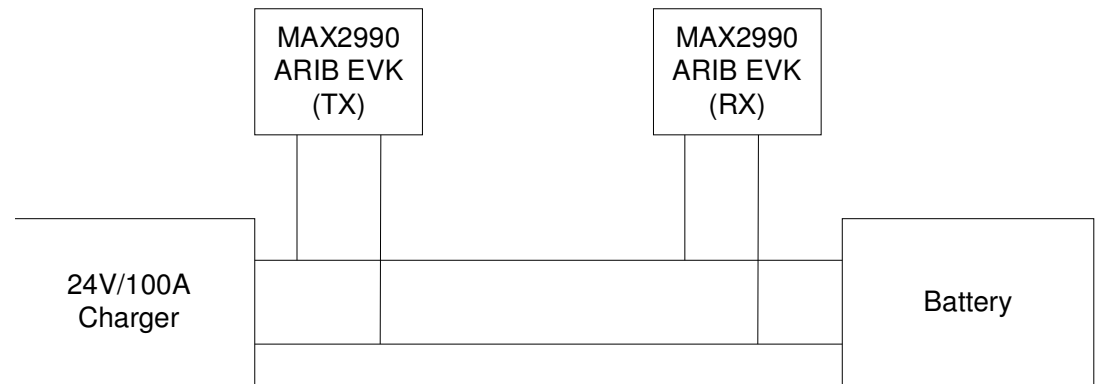 MAX2990
ARIB EVK
(TX)
MAX2990
ARIB EVK
(RX)
24V/100A
Charger
Battery